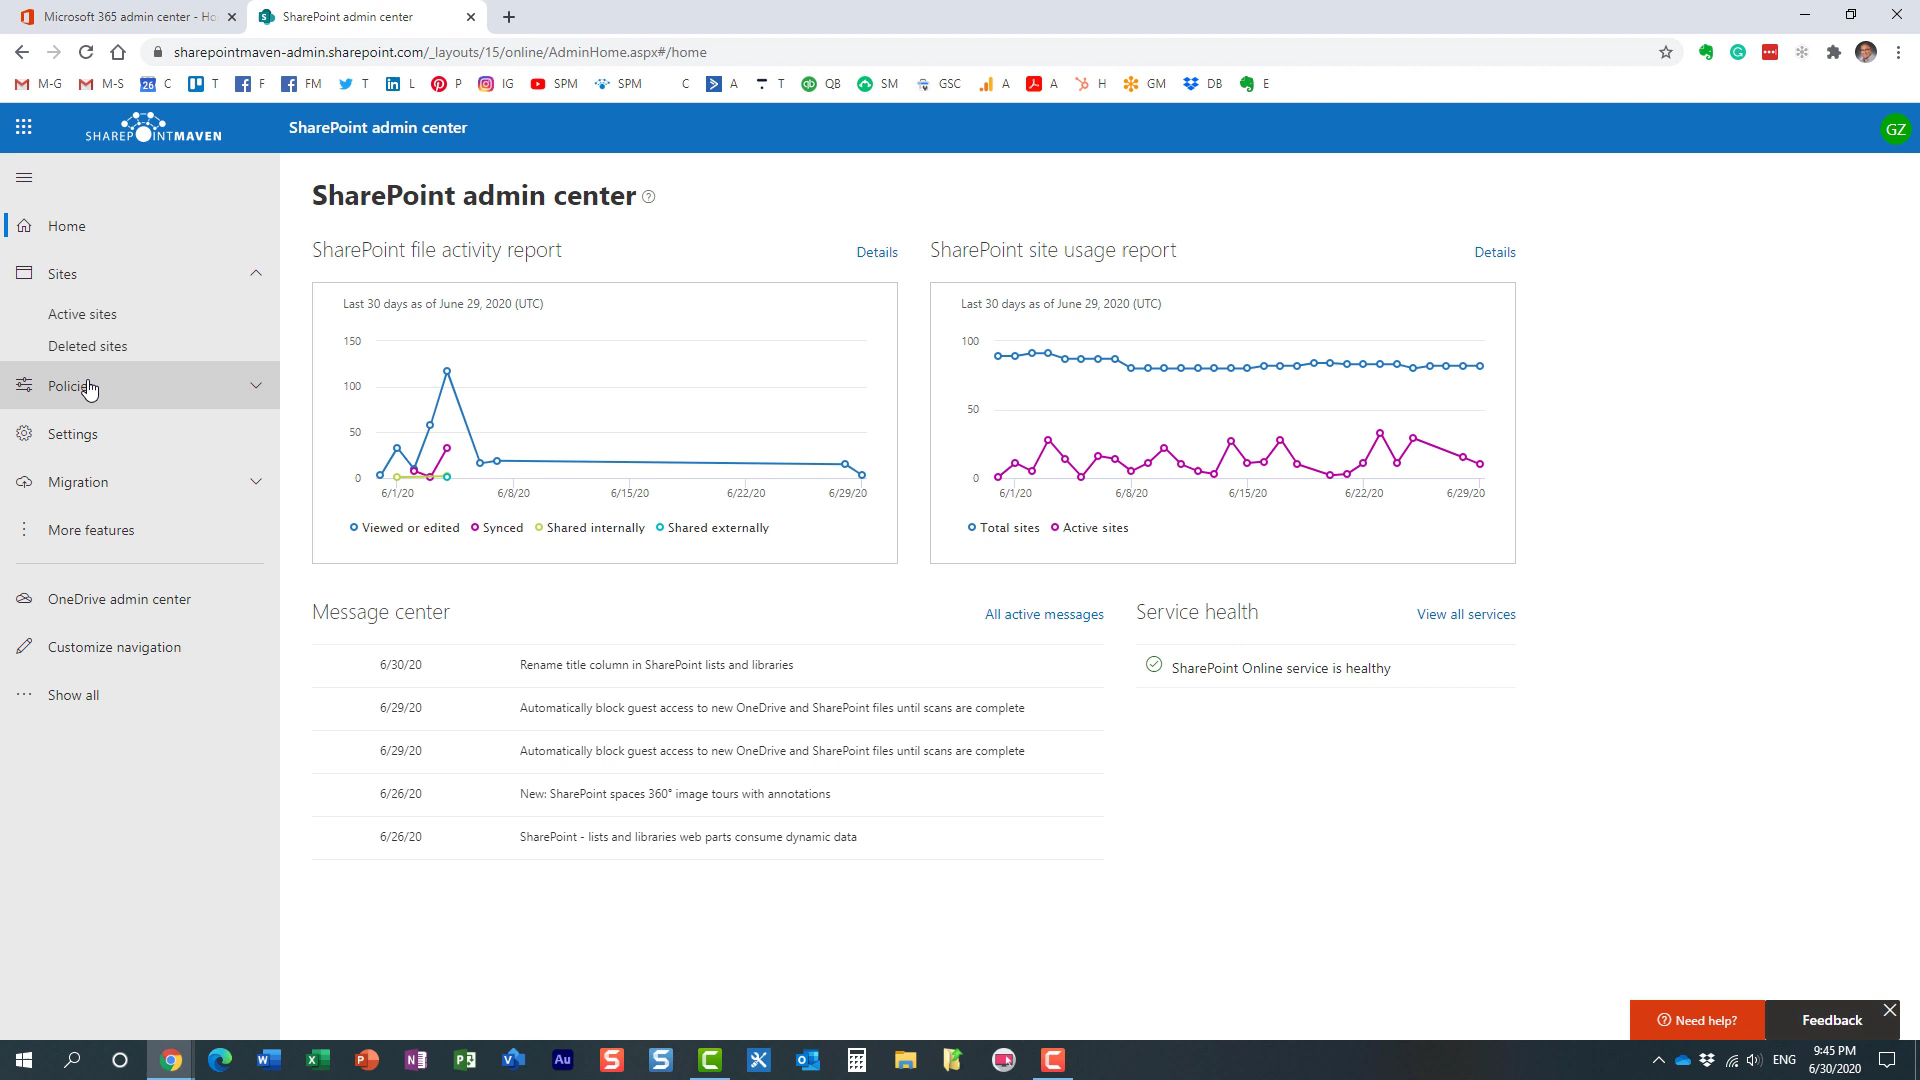 Microsoft 365 admin center - Ho
SharePoint admin center
sharepointmaven-admin.sharepoint.com/_layouts/15/online/AdminHome.aspx#/home
M-G M-S 26 C T F FM T L P IG SPM SPM C A T QB SM GSC A A H GM DB E
SHAREPOINTMAVEN
SharePoint admin center
GZ
Home
Sites
Active sites
Deleted sites
Settings
Migration
More features
OneDrive admin center
Customize navigation
Show all
SharePoint admin center
SharePoint file activity report
Details
Last 30 days as of June 29, 2020 (UTC)
150
100
50
0
6/1/20 6/8/20 6/15/20 6/22/20 6/29/20
Viewed or edited Synced Shared internally Shared externally
SharePoint site usage report
Details
Last 30 days as of June 29, 2020 (UTC)
100
50
0
6/1/20 6/8/20 6/15/20 6/22/20 6/29/20
Total sites Active sites
Message center
All active messages
6/30/20 Rename title column in SharePoint lists and libraries
6/29/20 Automatically block guest access to new OneDrive and SharePoint files until scans are complete
6/29/20 Automatically block guest access to new OneDrive and SharePoint files until scans are complete
6/26/20 New: SharePoint spaces 360° image tours with annotations
6/26/20 SharePoint - lists and libraries web parts consume dynamic data
Service health
View all services
SharePoint Online service is healthy
Need help?
Feedback
ENG
9:45 PM
6/30/2020